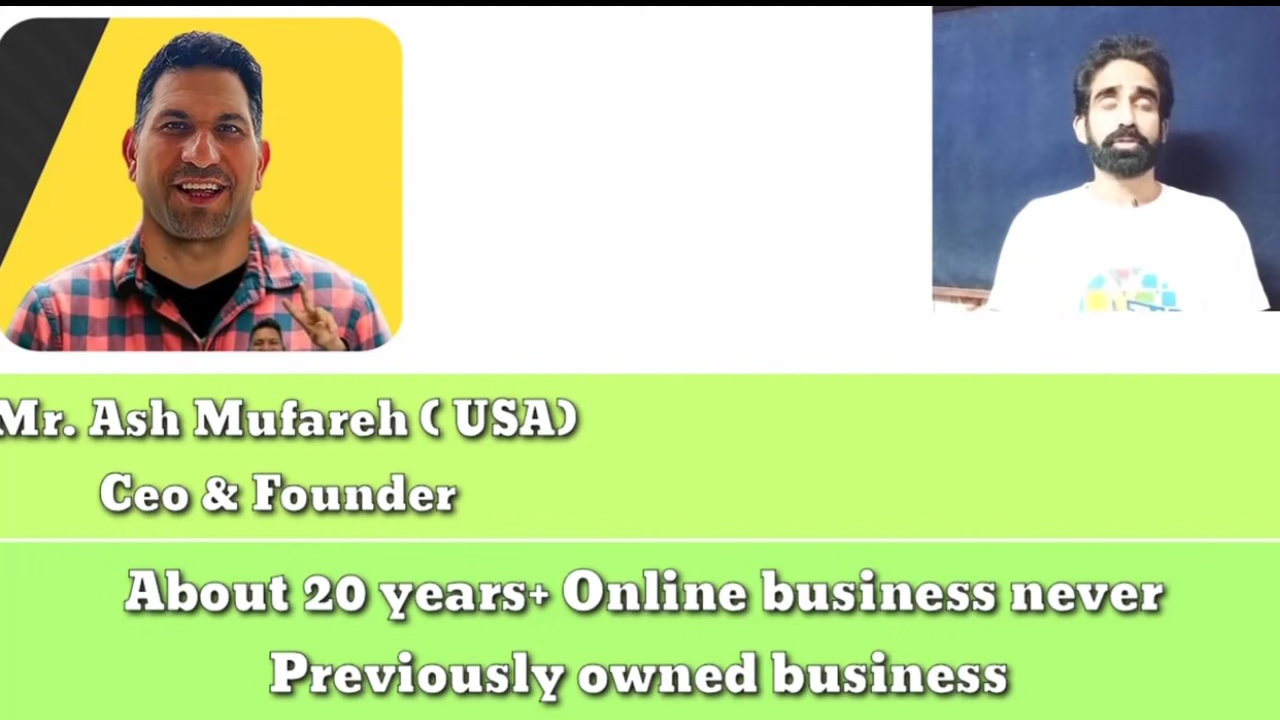 Mr. Ash Mufareh ( USA)
Ceo & Founder
About 20 years+ Online business never
Previously owned business